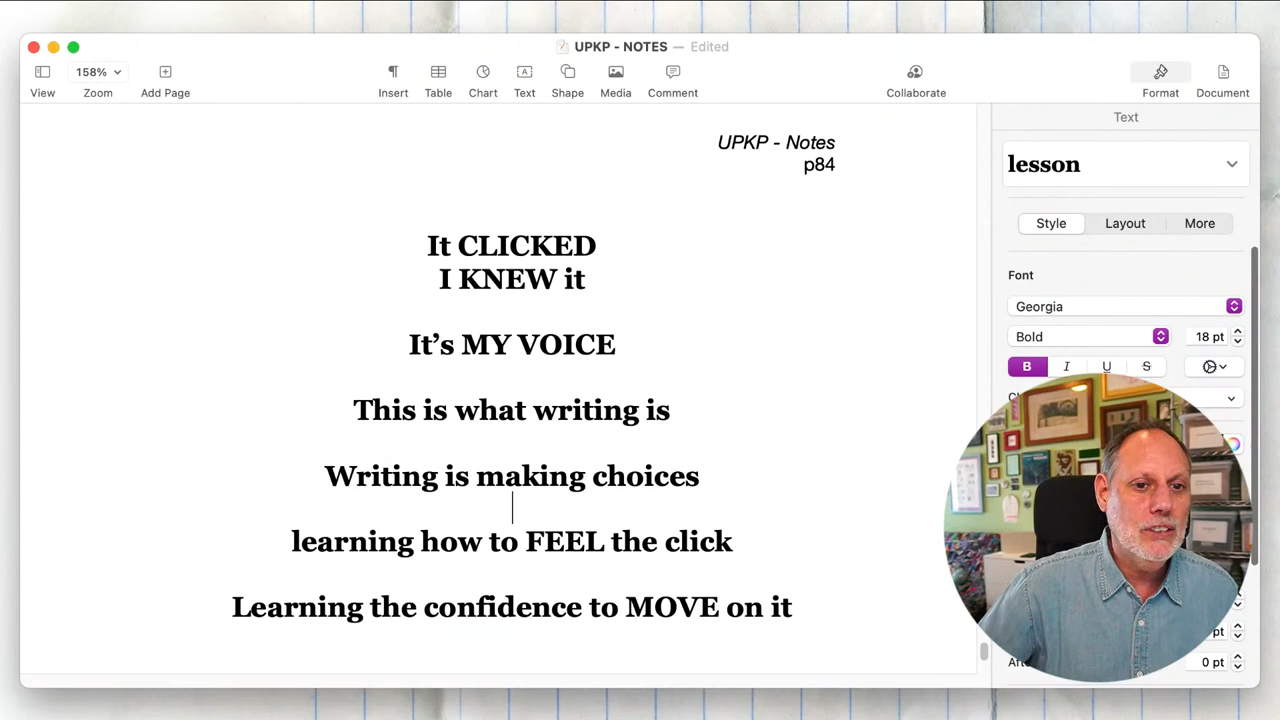 UPKP - NOTES — Edited
158%
View
Zoom
Add Page
Insert
Table
Chart
Text
Shape
Media
Comment
Collaborate
Format
Document
UPKP - Notes
p84
It CLICKED
I KNEW it
It’s MY VOICE
This is what writing is
Writing is making choices
learning how to FEEL the click
Learning the confidence to MOVE on it
Text
lesson
Style
Layout
More
Font
Georgia
Bold
18 pt
B I U S
pt
0 pt